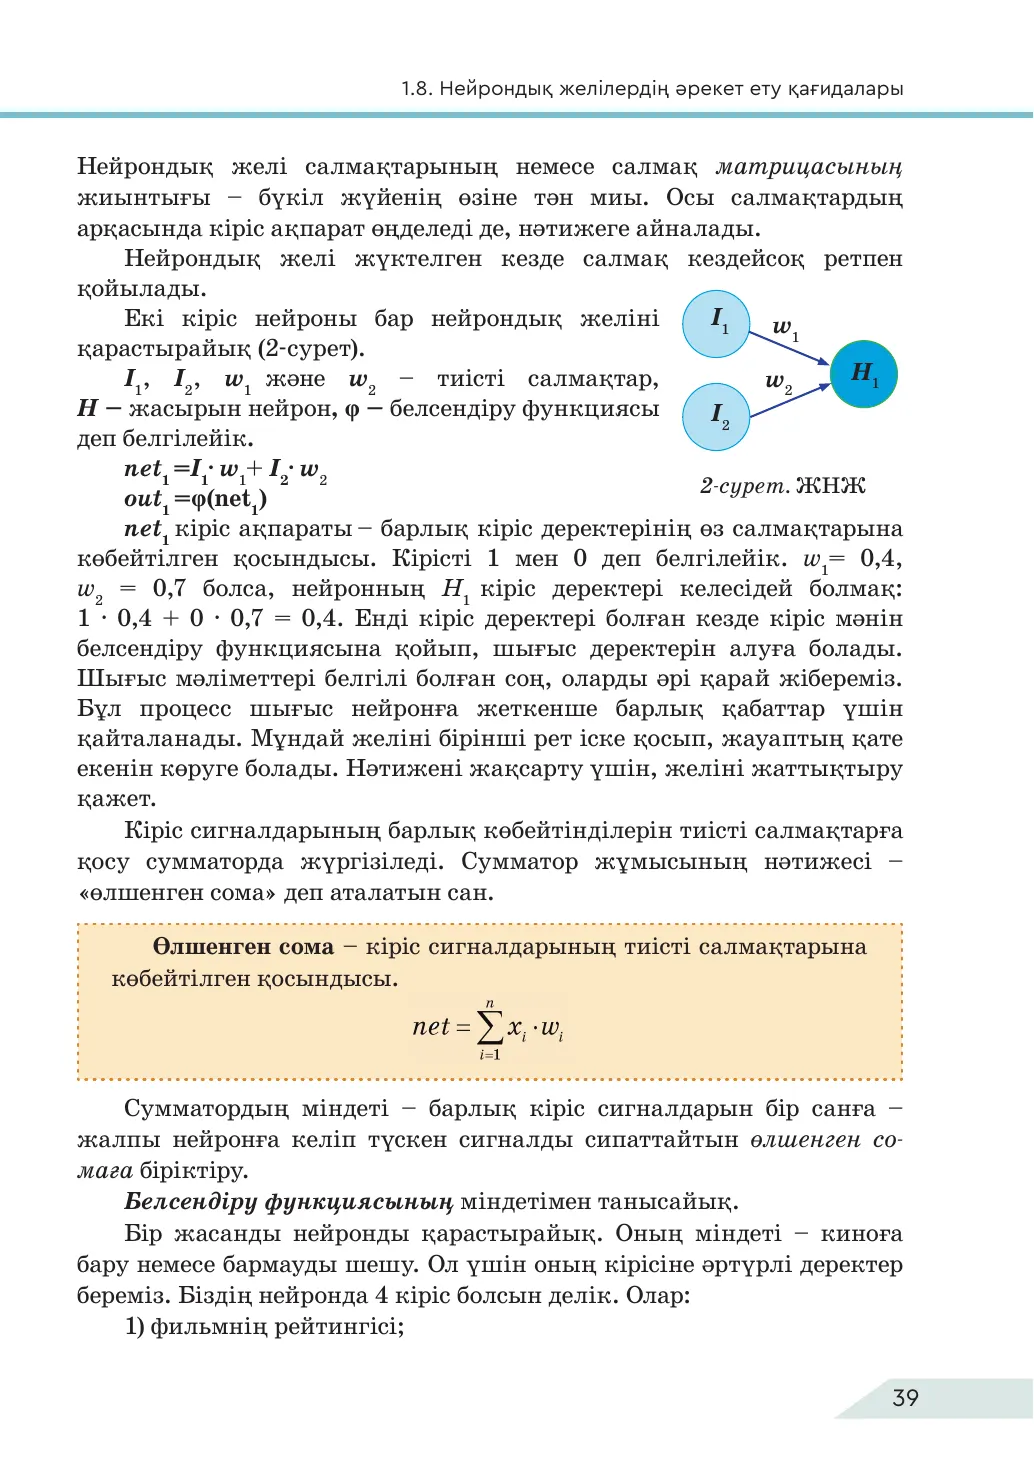 1.8. Нейрондық желілердің әрекет ету қағидалары
Нейрондық желі салмақтарының немесе салмақ матрицасының
жиынтығы – бүкіл жүйенің өзіне тән миы. Осы салмақтардың
арқасында кіріс ақпарат өңделеді де, нәтижеге айналады.
Нейрондық желі жүктелген кезде салмақ кездейсоқ ретпен
қойылады.
Екі кіріс нейроны бар нейрондық желіні
қарастырайық (2-сурет).
I₁, I₂, w₁ және w₂ – тиісті салмақтар,
H – жасырын нейрон, φ – белсендіру функциясы
деп белгілейік.
net₁=I₁·w₁+ I₂·w₂
out₁=φ(net₁)
I₁
w₁
H₁
w₂
I₂
2-сурет. ЖНЖ
net₁ кіріс ақпараты – барлық кіріс деректерінің өз салмақтарына
көбейтілген қосындысы. Кірісті 1 мен 0 деп белгілейік. w₁= 0,4,
w₂ = 0,7 болса, нейронның H₁ кіріс деректері келесідей болмақ:
1 · 0,4 + 0 · 0,7 = 0,4. Енді кіріс деректері болған кезде кіріс мәнін
белсендіру функциясына қойып, шығыс деректерін алуға болады.
Шығыс мәліметтері белгілі болған соң, оларды әрі қарай жібереміз.
Бұл процесс шығыс нейронға жеткенше барлық қабаттар үшін
қайталанады. Мұндай желіні бірінші рет іске қосып, жауаптың қате
екенін көруге болады. Нәтижені жақсарту үшін, желіні жаттықтыру
қажет.
Кіріс сигналдарының барлық көбейтінділерін тиісті салмақтарға
қосу сумматорда жүргізіледі. Сумматор жұмысының нәтижесі –
«өлшенген сома» деп аталатын сан.
Өлшенген сома – кіріс сигналдарының тиісті салмақтарына
көбейтілген қосындысы.
net = ∑ⁿᵢ₌₁ xᵢ · wᵢ
Сумматордың міндеті – барлық кіріс сигналдарын бір санға –
жалпы нейронға келіп түскен сигналды сипаттайтын өлшенген со-
маға біріктіру.
Белсендіру функциясының міндетімен танысайық.
Бір жасанды нейронды қарастырайық. Оның міндеті – киноға
бару немесе бармауды шешу. Ол үшін оның кірісіне әртүрлі деректер
береміз. Біздің нейронда 4 кіріс болсын делік. Олар:
1) фильмнің рейтингісі;
39